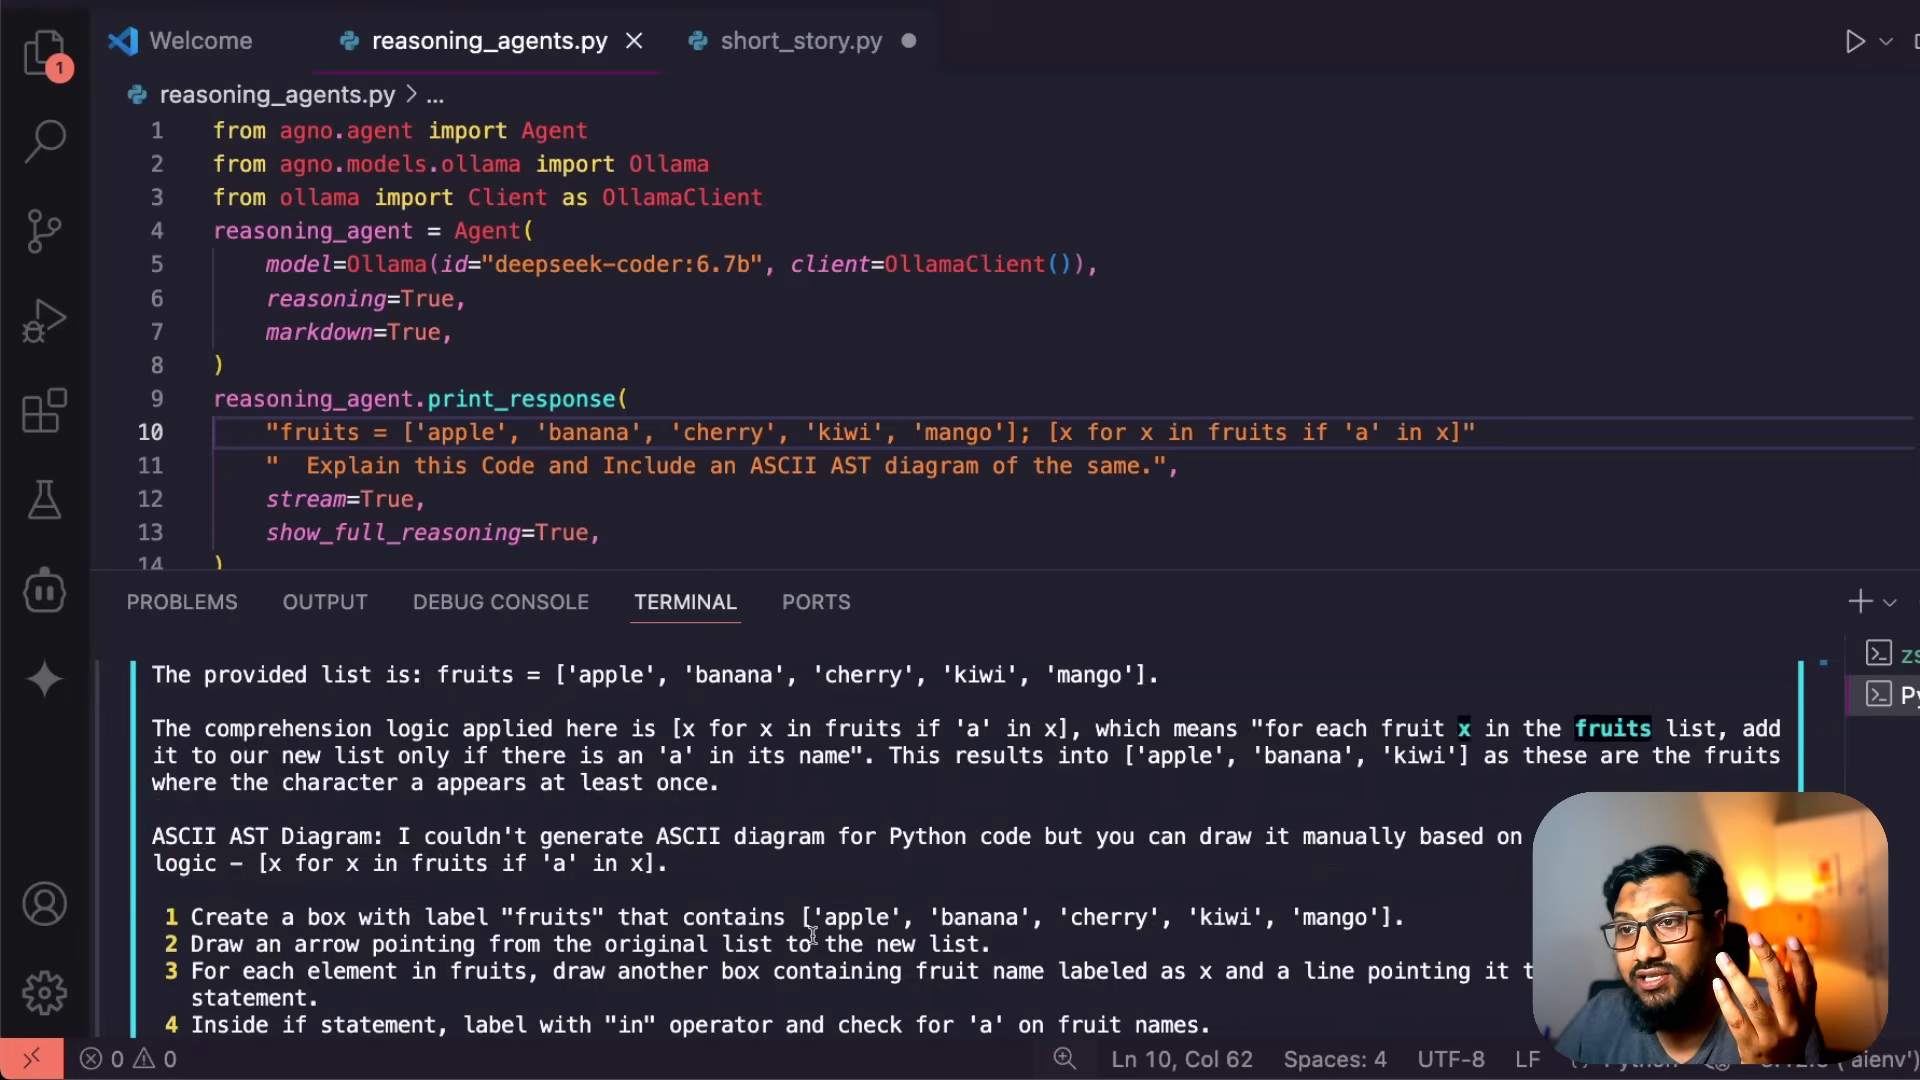 Welcome
reasoning_agents.py
short_story.py
1
reasoning_agents.py > ...
1 from agno.agent import Agent
2 from agno.models.ollama import Ollama
3 from ollama import Client as OllamaClient
4 reasoning_agent = Agent(
5 model=Ollama(id="deepseek-coder:6.7b", client=OllamaClient()),
6 reasoning=True,
7 markdown=True,
8 )
9 reasoning_agent.print_response(
10 "fruits = ['apple', 'banana', 'cherry', 'kiwi', 'mango']; [x for x in fruits if 'a' in x]"
11 "  Explain this Code and Include an ASCII AST diagram of the same.",
12 stream=True,
13 show_full_reasoning=True,
14 )
PROBLEMS OUTPUT DEBUG CONSOLE TERMINAL PORTS
The provided list is: fruits = ['apple', 'banana', 'cherry', 'kiwi', 'mango'].
The comprehension logic applied here is [x for x in fruits if 'a' in x], which means "for each fruit x in the fruits list, add
it to our new list only if there is an 'a' in its name". This results into ['apple', 'banana', 'kiwi'] as these are the fruits
where the character a appears at least once.
ASCII AST Diagram: I couldn't generate ASCII diagram for Python code but you can draw it manually based on
logic – [x for x in fruits if 'a' in x].
1 Create a box with label "fruits" that contains ['apple', 'banana', 'cherry', 'kiwi', 'mango'].
2 Draw an arrow pointing from the original list to the new list.
3 For each element in fruits, draw another box containing fruit name labeled as x and a line pointing it
statement.
4 Inside if statement, label with "in" operator and check for 'a' on fruit names.
0 0
Ln 10, Col 62 Spaces: 4 UTF-8 LF